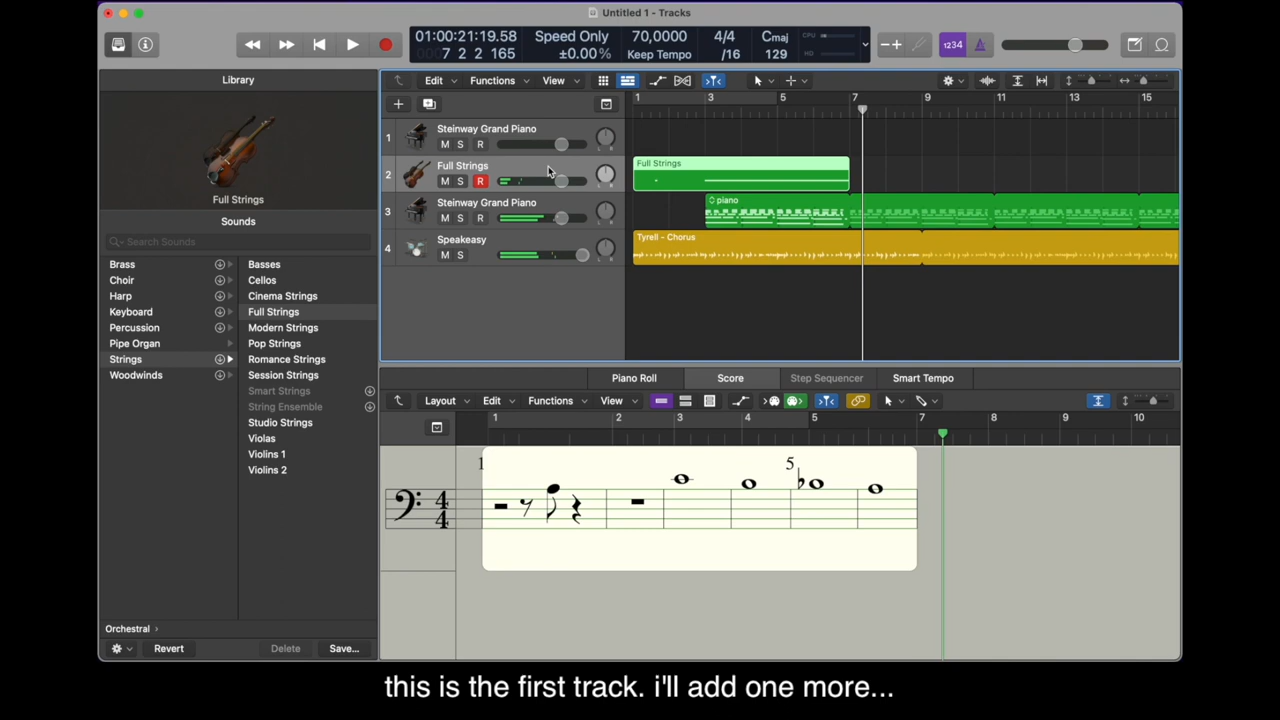 Untitled 1 - Tracks
01:00:21:19.58
0007 2 2 165
Speed Only
±0.00%
70,0000
Keep Tempo
4/4
/16
Cmaj
129
CPU
HD
1234
Library
Full Strings
Sounds
Search Sounds
Brass
Choir
Harp
Keyboard
Percussion
Pipe Organ
Strings
Woodwinds
Basses
Cellos
Cinema Strings
Full Strings
Modern Strings
Pop Strings
Romance Strings
Session Strings
Smart Strings
String Ensemble
Studio Strings
Violas
Violins 1
Violins 2
Orchestral
Revert
Delete
Save...
Edit
Functions
View
1 3 5 7 9 11 13 15
1
Steinway Grand Piano
M S R
L R
2
Full Strings
M S R
L R
3
Steinway Grand Piano
M S R
L R
4
Speakeasy
M S
L R
Full Strings
piano
Tyrell - Chorus
Piano Roll
Score
Step Sequencer
Smart Tempo
Layout
Edit
Functions
View
1 2 3 4 5 7 8 9 10
1
5
4
4
this is the first track. i'll add one more...